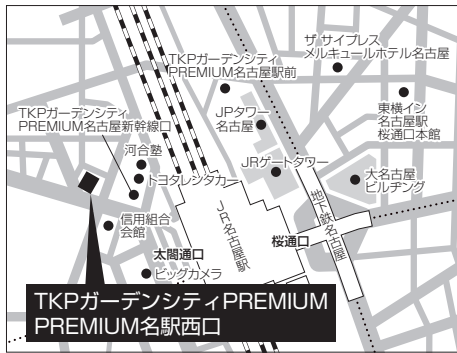 ザ サイプレス
メルキュールホテル名古屋
TKPガーデンシティ
PREMIUM名古屋駅前
東横イン
名古屋駅
桜通口本館
JPタワー
名古屋
TKPガーデンシティ
PREMIUM名古屋新幹線口
河合塾
トヨタレンタカー
JRゲートタワー
大名古屋
ビルヂング
信用組合
会館
JR名古屋駅
地下鉄名古屋
桜通口
太閤通口
ビックカメラ
TKPガーデンシティPREMIUM
PREMIUM名駅西口